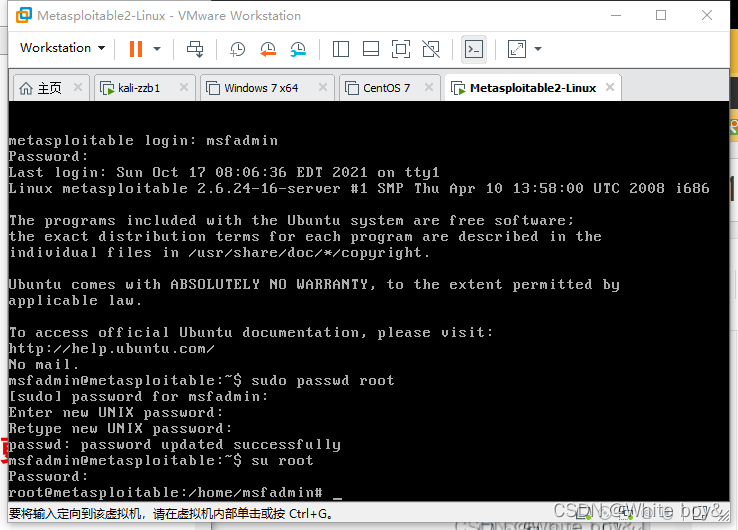 Metasploitable2-Linux - VMware Workstation
Workstation
主页
kali-zzb1
Windows 7 x64
CentOS 7
Metasploitable2-Linux
metasploitable login: msfadmin
Password:
Last login: Sun Oct 17 08:06:36 EDT 2021 on tty1
Linux metasploitable 2.6.24-16-server #1 SMP Thu Apr 10 13:58:00 UTC 2008 i686
The programs included with the Ubuntu system are free software;
the exact distribution terms for each program are described in the
individual files in /usr/share/doc/*/copyright.
Ubuntu comes with ABSOLUTELY NO WARRANTY, to the extent permitted by
applicable law.
To access official Ubuntu documentation, please visit:
http://help.ubuntu.com/
No mail.
msfadmin@metasploitable:~$ sudo passwd root
[sudo] password for msfadmin:
Enter new UNIX password:
Retype new UNIX password:
passwd: password updated successfully
msfadmin@metasploitable:~$ su root
Password:
root@metasploitable:/home/msfadmin# _
要将输入定向到该虚拟机，请在虚拟机内部单击或按 Ctrl+G。
CSDN @White boy&